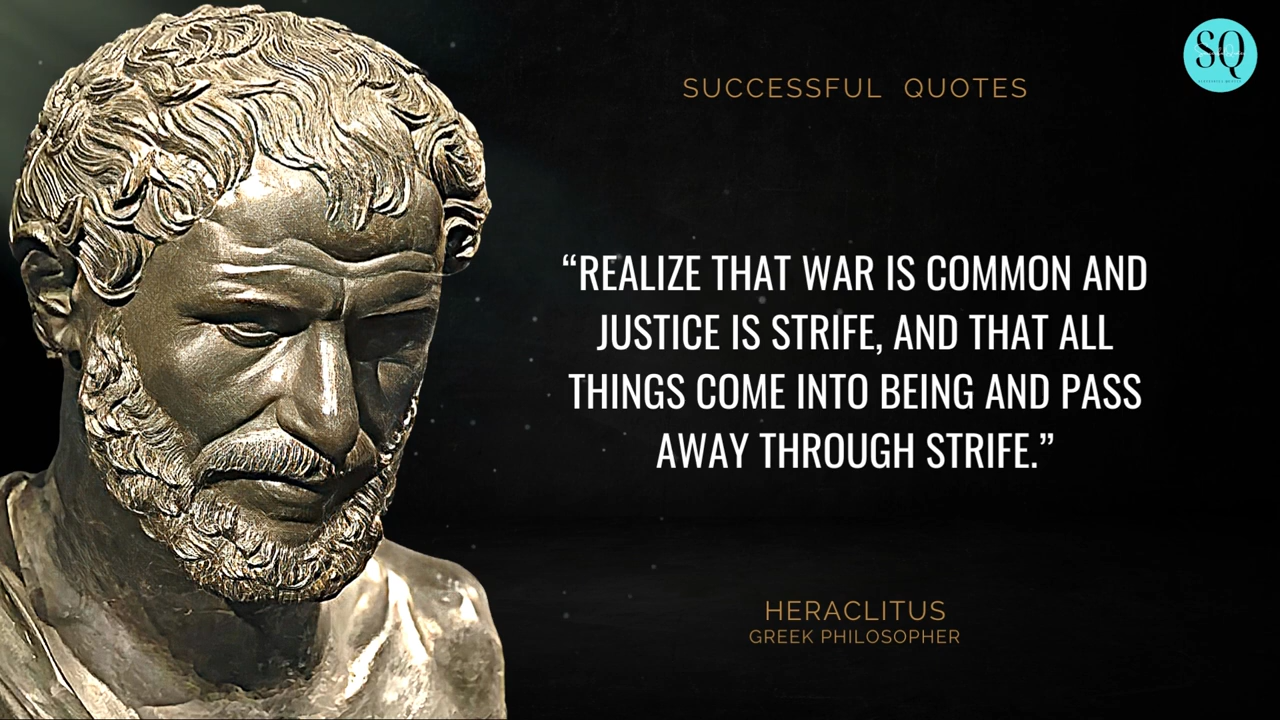 SUCCESSFUL QUOTES
SQ
“REALIZE THAT WAR IS COMMON AND
JUSTICE IS STRIFE, AND THAT ALL
THINGS COME INTO BEING AND PASS
AWAY THROUGH STRIFE.”
HERACLITUS
GREEK PHILOSOPHER